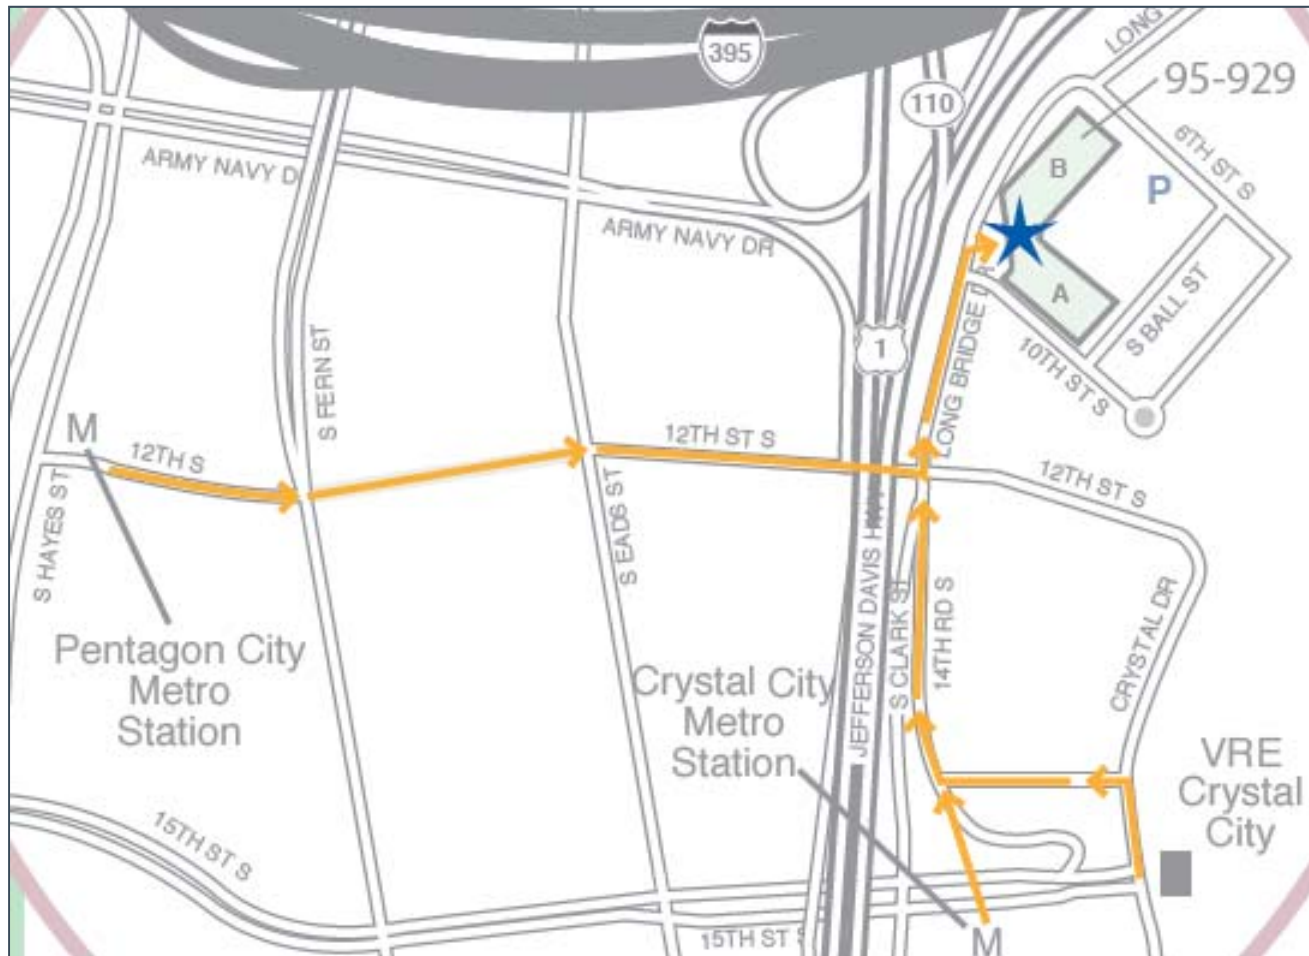 395
110
LONG
95-929
6TH ST S
B
P
ARMY NAVY D
ARMY NAVY DR
A
S BALL ST
1
10TH ST S
LONG BRIDGE DR
S FERN ST
M
12TH S
12TH ST S
12TH ST S
S HAYES ST
S EADS ST
JEFFERSON DAVIS HWY
S CLARK ST
14TH RD S
CRYSTAL DR
Pentagon City
Metro
Station
Crystal City
Metro
Station
VRE
Crystal
City
15TH ST S
15TH ST S
M